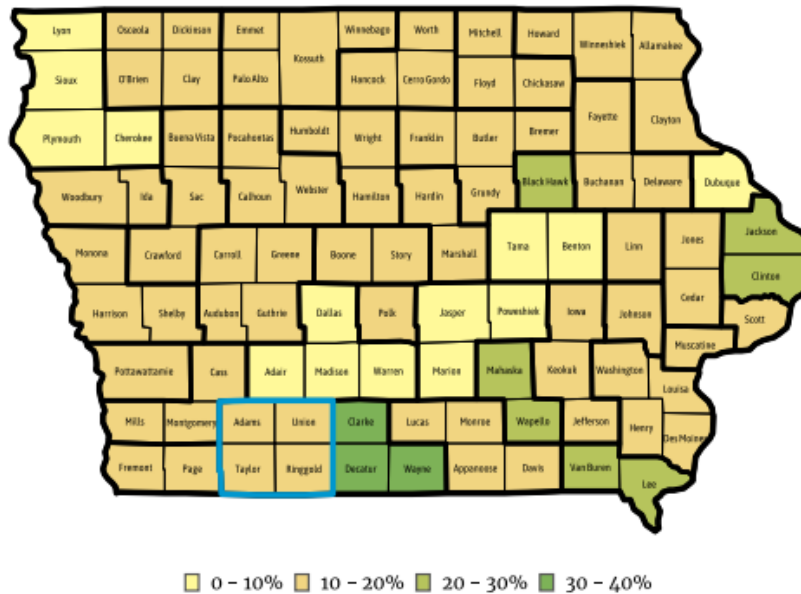 Lyon Osceola Dickinson Emmet Kossuth Winnebago Worth Mitchell Howard Winneshiek Allamakee
Sioux O'Brien Clay Palo Alto Hancock Cerro Gordo Floyd Chickasaw
Plymouth Cherokee Buena Vista Pocahontas Humboldt Wright Franklin Butler Bremer Fayette Clayton
Woodbury Ida Sac Calhoun Webster Hamilton Hardin Grundy Black Hawk Buchanan Delaware Dubuque
Monona Crawford Carroll Greene Boone Story Marshall Tama Benton Linn Jones Jackson
Clinton
Harrison Shelby Audubon Guthrie Dallas Polk Jasper Poweshiek Iowa Johnson Cedar Scott
Pottawattamie Cass Adair Madison Warren Marion Mahaska Keokuk Washington Muscatine
Louisa
Mills Montgomery Adams Union Clarke Lucas Monroe Wapello Jefferson Henry Des Moines
Fremont Page Taylor Ringgold Decatur Wayne Appanoose Davis Van Buren Lee
0 - 10% 10 - 20% 20 - 30% 30 - 40%